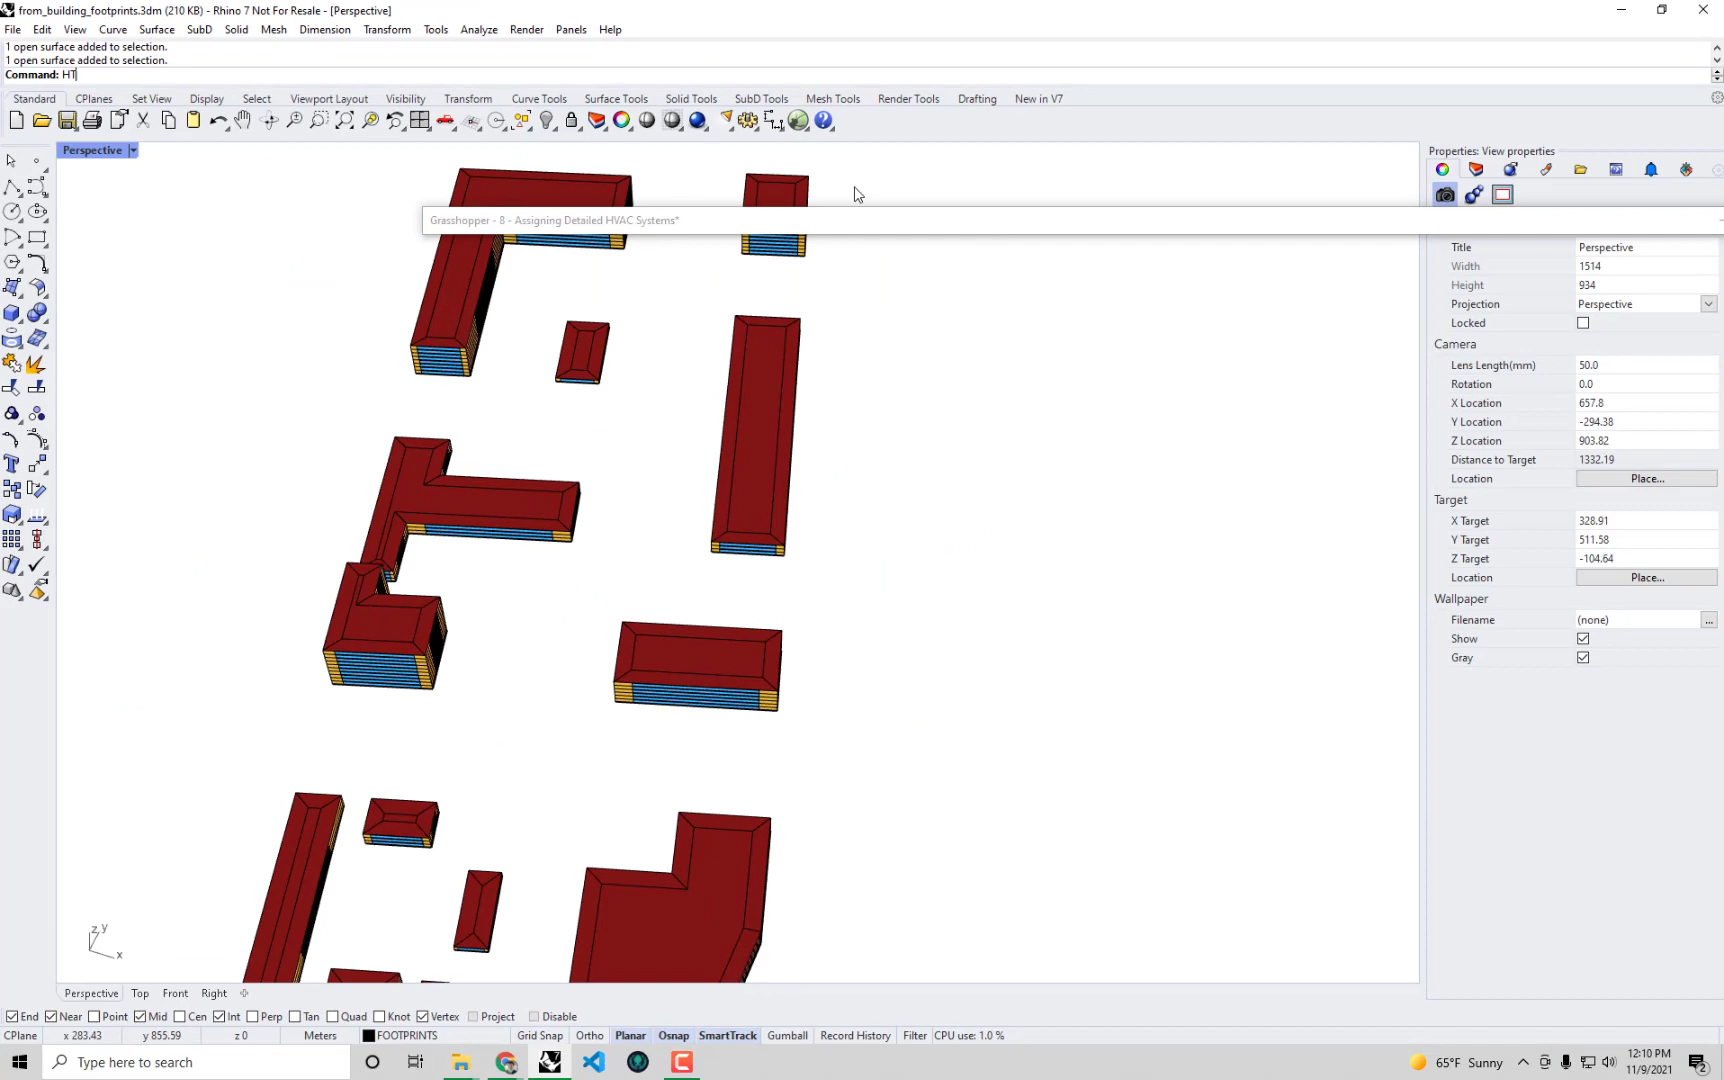 from_building_footprints.3dm (210 KB) - Rhino 7 Not For Resale - [Perspective]
File Edit View Curve Surface SubD Solid Mesh Dimension Transform Tools Analyze Render Panels Help
1 open surface added to selection.
1 open surface added to selection.
Command: HT
Standard CPlanes Set View Display Select Viewport Layout Visibility Transform Curve Tools Surface Tools Solid Tools SubD Tools Mesh Tools Render Tools Drafting New in V7
Perspective
Properties: View properties
Grasshopper - 8 - Assigning Detailed HVAC Systems*
Title Perspective
Width 1514
Height 934
Projection Perspective
Locked
Camera
Lens Length(mm) 50.0
Rotation 0.0
X Location 657.8
Y Location -294.38
Z Location 903.82
Distance to Target 1332.19
Location Place...
Target
X Target 328.91
Y Target 511.58
Z Target -104.64
Location Place...
Wallpaper
Filename (none) ...
Show
Gray
z y
x
Perspective Top Front Right
End Near Point Mid Cen Int Perp Tan Quad Knot Vertex Project Disable
CPlane x 283.43 y 855.59 z 0 Meters FOOTPRINTS Grid Snap Ortho Planar Osnap SmartTrack Gumball Record History Filter CPU use: 1.0 %
Type here to search
65°F Sunny
12:10 PM
11/9/2021
2